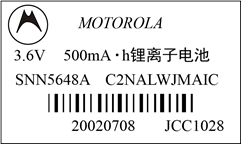 MOTOROLA
3.6V 500mA·h锂离子电池
SNN5648A C2NALWJMAIC
20020708 JCC1028